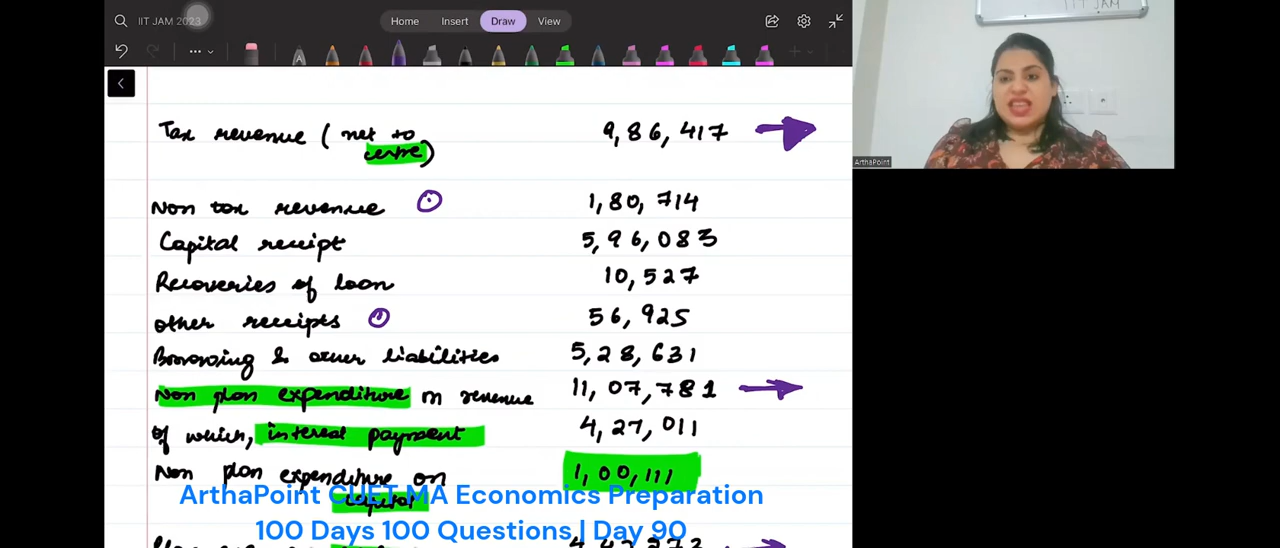 IIT JAM 2023
Home Insert Draw View
IIT JAM
Tax revenue ( net to centre) 9,86,417
Non tax revenue 1,80,714
Capital receipt 5,96,083
Recoveries of loan 10,527
other receipts 56,925
Borrowing & other liabilities 5,28,631
Non plan expenditure on revenue 11,07,781
Of which, interest payment 4,27,011
Non plan expenditure on capital 1,00,111
ArthaPoint CUET MA Economics Preparation
100 Days 100 Questions | Day 90
ArthaPoint